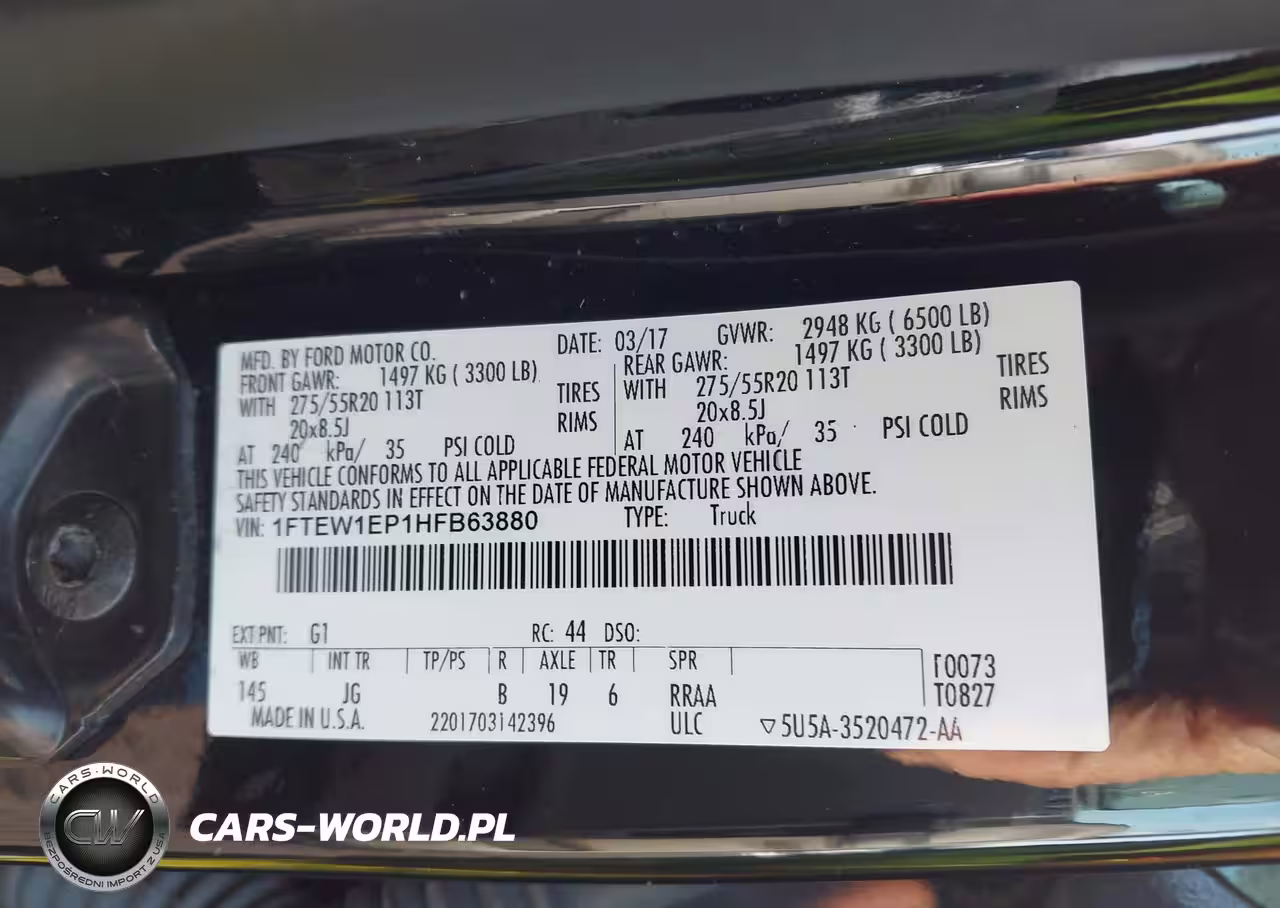 MFD. BY FORD MOTOR CO. DATE: 03/17 GVWR: 2948 KG ( 6500 LB)
FRONT GAWR: 1497 KG ( 3300 LB) REAR GAWR: 1497 KG ( 3300 LB)
WITH 275/55R20 113T TIRES WITH 275/55R20 113T TIRES
20x8.5J RIMS 20x8.5J RIMS
AT 240 kPa/ 35 PSI COLD AT 240 kPa/ 35 PSI COLD
THIS VEHICLE CONFORMS TO ALL APPLICABLE FEDERAL MOTOR VEHICLE
SAFETY STANDARDS IN EFFECT ON THE DATE OF MANUFACTURE SHOWN ABOVE.
VIN: 1FTEW1EP1HFB63880 TYPE: Truck
EXT PNT: G1 RC: 44 DSO:
WB INT TR TP/PS R AXLE TR SPR T0073
145 JG B 19 6 RRAA T0827
MADE IN U.S.A. 2201703142396 ULC ▽5U5A-3520472-AA
CARS-WORLD
CW
BEZPOŚREDNI IMPORT Z USA
CARS-WORLD.PL